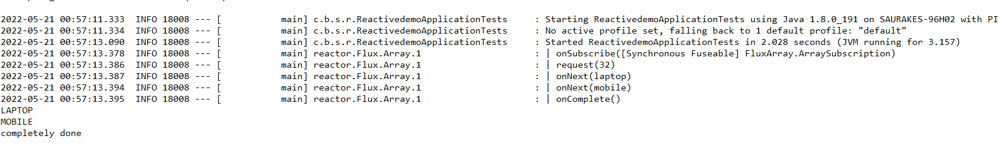 2022-05-21 00:57:11.333  INFO 18008 --- [           main] c.b.s.r.ReactivedemoApplicationTests     : Starting ReactivedemoApplicationTests using Java 1.8.0_191 on SAURAKES-96H02 with PI
2022-05-21 00:57:11.334  INFO 18008 --- [           main] c.b.s.r.ReactivedemoApplicationTests     : No active profile set, falling back to 1 default profile: "default"
2022-05-21 00:57:13.090  INFO 18008 --- [           main] c.b.s.r.ReactivedemoApplicationTests     : Started ReactivedemoApplicationTests in 2.028 seconds (JVM running for 3.157)
2022-05-21 00:57:13.378  INFO 18008 --- [           main] reactor.Flux.Array.1                     : | onSubscribe([Synchronous Fuseable] FluxArray.ArraySubscription)
2022-05-21 00:57:13.386  INFO 18008 --- [           main] reactor.Flux.Array.1                     : | request(32)
2022-05-21 00:57:13.387  INFO 18008 --- [           main] reactor.Flux.Array.1                     : | onNext(laptop)
2022-05-21 00:57:13.394  INFO 18008 --- [           main] reactor.Flux.Array.1                     : | onNext(mobile)
2022-05-21 00:57:13.395  INFO 18008 --- [           main] reactor.Flux.Array.1                     : | onComplete()
LAPTOP
MOBILE
completely done